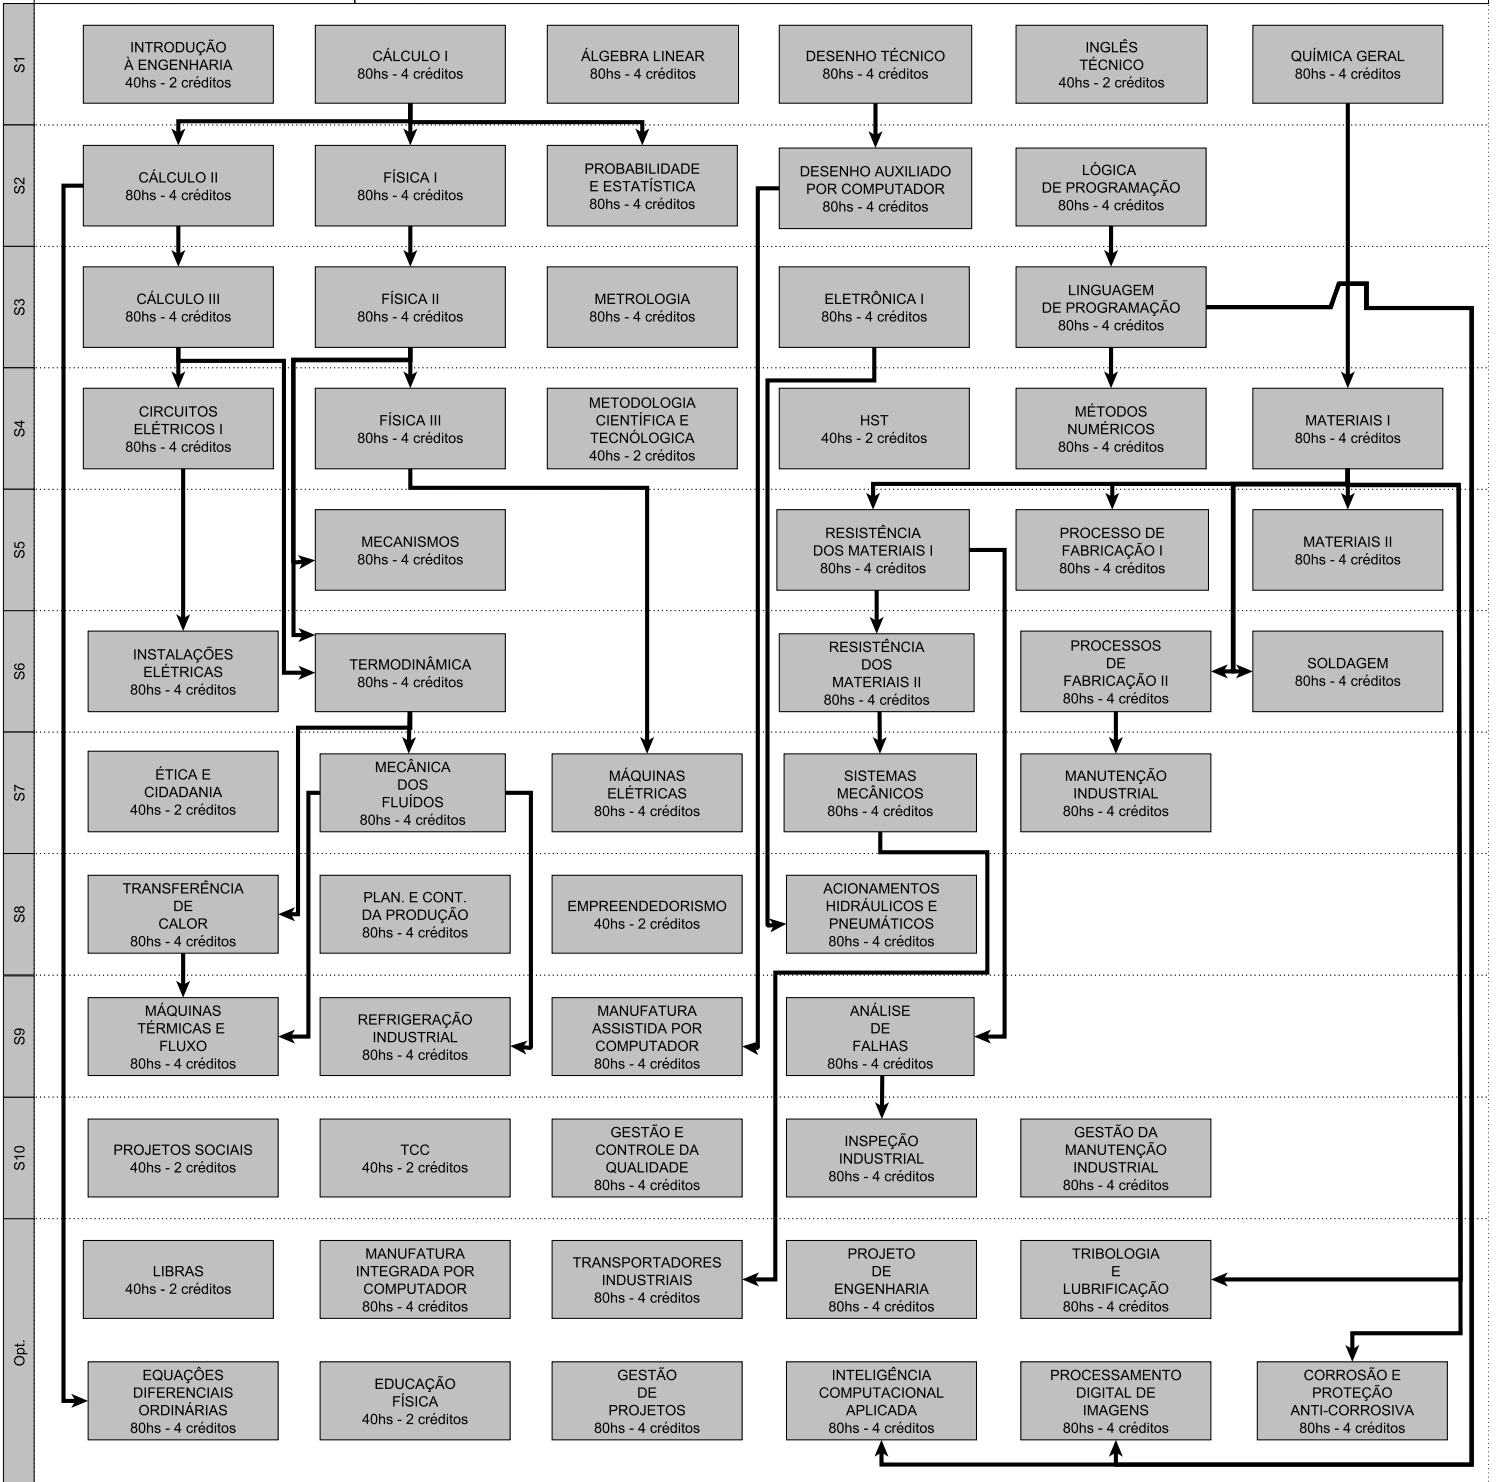 S1
INTRODUÇÃO
À ENGENHARIA
40hs - 2 créditos
CÁLCULO I
80hs - 4 créditos
ÁLGEBRA LINEAR
80hs - 4 créditos
DESENHO TÉCNICO
80hs - 4 créditos
INGLÊS
TÉCNICO
40hs - 2 créditos
QUÍMICA GERAL
80hs - 4 créditos
S2
CÁLCULO II
80hs - 4 créditos
FÍSICA I
80hs - 4 créditos
PROBABILIDADE
E ESTATÍSTICA
80hs - 4 créditos
DESENHO AUXILIADO
POR COMPUTADOR
80hs - 4 créditos
LÓGICA
DE PROGRAMAÇÃO
80hs - 4 créditos
S3
CÁLCULO III
80hs - 4 créditos
FÍSICA II
80hs - 4 créditos
METROLOGIA
80hs - 4 créditos
ELETRÔNICA I
80hs - 4 créditos
LINGUAGEM
DE PROGRAMAÇÃO
80hs - 4 créditos
S4
CIRCUITOS
ELÉTRICOS I
80hs - 4 créditos
FÍSICA III
80hs - 4 créditos
METODOLOGIA
CIENTÍFICA E
TECNÓLOGICA
40hs - 2 créditos
HST
40hs - 2 créditos
MÉTODOS
NUMÉRICOS
80hs - 4 créditos
MATERIAIS I
80hs - 4 créditos
S5
MECANISMOS
80hs - 4 créditos
RESISTÊNCIA
DOS MATERIAIS I
80hs - 4 créditos
PROCESSO DE
FABRICAÇÃO I
80hs - 4 créditos
MATERIAIS II
80hs - 4 créditos
S6
INSTALAÇÕES
ELÉTRICAS
80hs - 4 créditos
TERMODINÂMICA
80hs - 4 créditos
RESISTÊNCIA
DOS
MATERIAIS II
80hs - 4 créditos
PROCESSOS
DE
FABRICAÇÃO II
80hs - 4 créditos
SOLDAGEM
80hs - 4 créditos
S7
ÉTICA E
CIDADANIA
40hs - 2 créditos
MECÂNICA
DOS
FLUÍDOS
80hs - 4 créditos
MÁQUINAS
ELÉTRICAS
80hs - 4 créditos
SISTEMAS
MECÂNICOS
80hs - 4 créditos
MANUTENÇÃO
INDUSTRIAL
80hs - 4 créditos
S8
TRANSFERÊNCIA
DE
CALOR
80hs - 4 créditos
PLAN. E CONT.
DA PRODUÇÃO
80hs - 4 créditos
EMPREENDEDORISMO
40hs - 2 créditos
ACIONAMENTOS
HIDRÁULICOS E
PNEUMÁTICOS
80hs - 4 créditos
S9
MÁQUINAS
TÉRMICAS E
FLUXO
80hs - 4 créditos
REFRIGERAÇÃO
INDUSTRIAL
80hs - 4 créditos
MANUFATURA
ASSISTIDA POR
COMPUTADOR
80hs - 4 créditos
ANÁLISE
DE
FALHAS
80hs - 4 créditos
S10
PROJETOS SOCIAIS
40hs - 2 créditos
TCC
40hs - 2 créditos
GESTÃO E
CONTROLE DA
QUALIDADE
80hs - 4 créditos
INSPEÇÃO
INDUSTRIAL
80hs - 4 créditos
GESTÃO DA
MANUTENÇÃO
INDUSTRIAL
80hs - 4 créditos
Opt.
LIBRAS
40hs - 2 créditos
MANUFATURA
INTEGRADA POR
COMPUTADOR
80hs - 4 créditos
TRANSPORTADORES
INDUSTRIAIS
80hs - 4 créditos
PROJETO
DE
ENGENHARIA
80hs - 4 créditos
TRIBOLOGIA
E
LUBRIFICAÇÃO
80hs - 4 créditos
EQUAÇÕES
DIFERENCIAIS
ORDINÁRIAS
80hs - 4 créditos
EDUCAÇÃO
FÍSICA
40hs - 2 créditos
GESTÃO
DE
PROJETOS
80hs - 4 créditos
INTELIGÊNCIA
COMPUTACIONAL
APLICADA
80hs - 4 créditos
PROCESSAMENTO
DIGITAL DE
IMAGENS
80hs - 4 créditos
CORROSÃO E
PROTEÇÃO
ANTI-CORROSIVA
80hs - 4 créditos